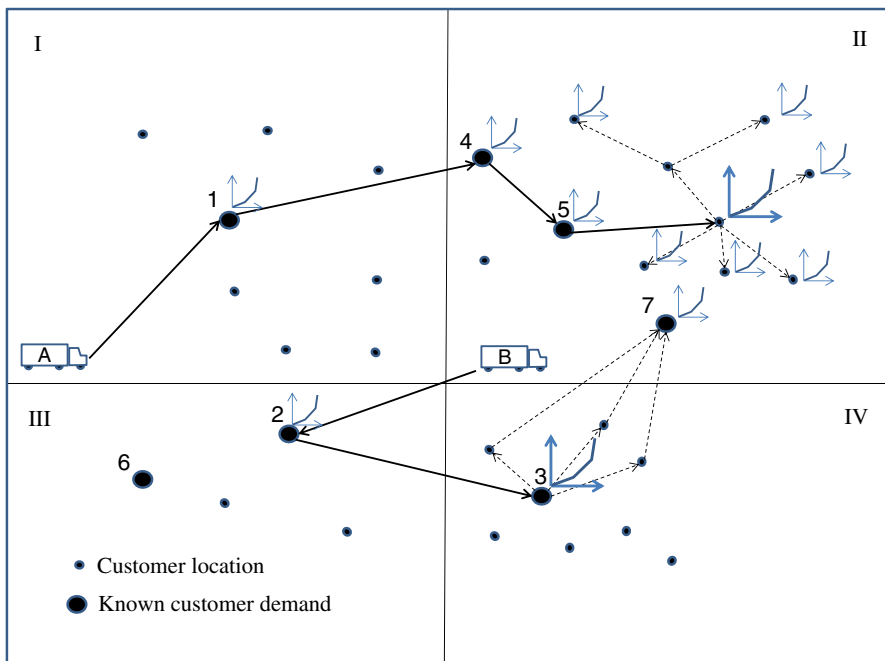 I
II
4
1
5
7
A
B
III
2
IV
6
3
Customer location
Known customer demand